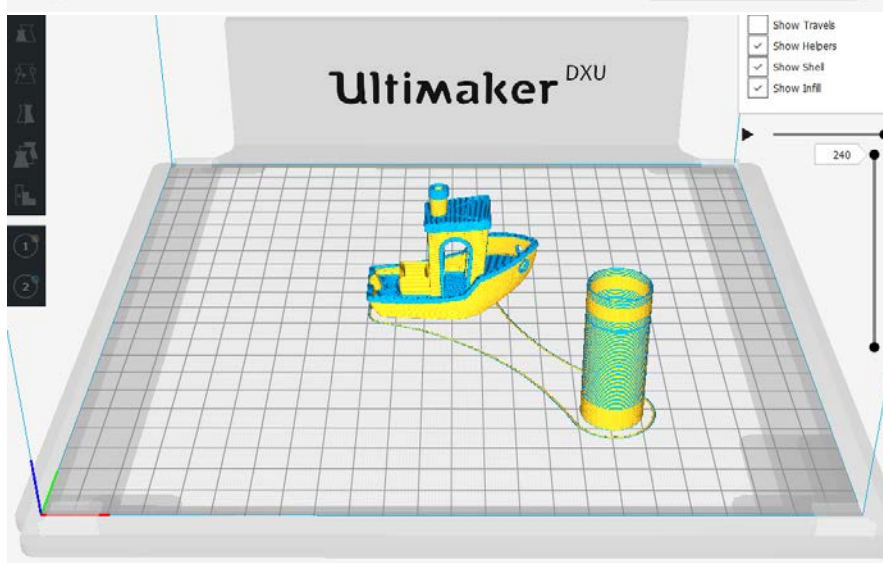 Show Travels
Show Helpers
Show Shell
Show Infill
Ultimaker DXU
240
1
2